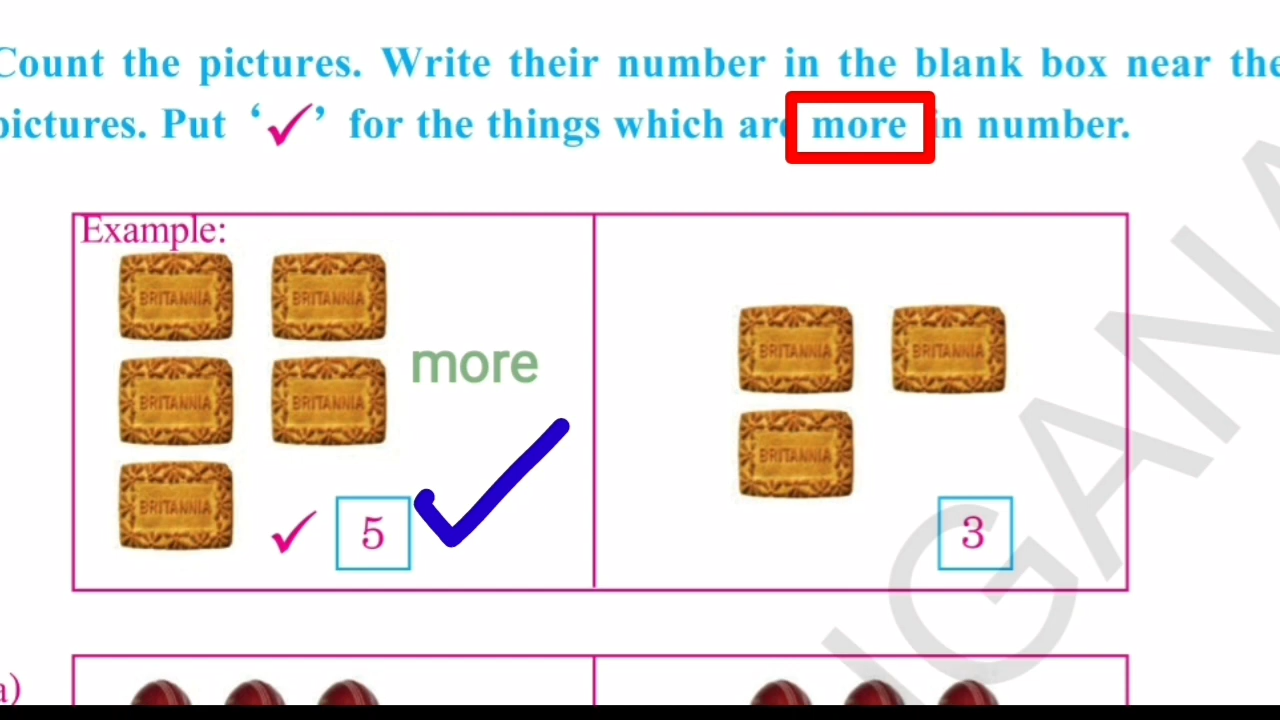 Count the pictures. Write their number in the blank box near the
pictures. Put ‘✓’ for the things which are more in number.
Example:
BRITANNIA BRITANNIA
BRITANNIA BRITANNIA
more
BRITANNIA
✓ 5 ✓
BRITANNIA BRITANNIA
BRITANNIA
3
a)
NGANA